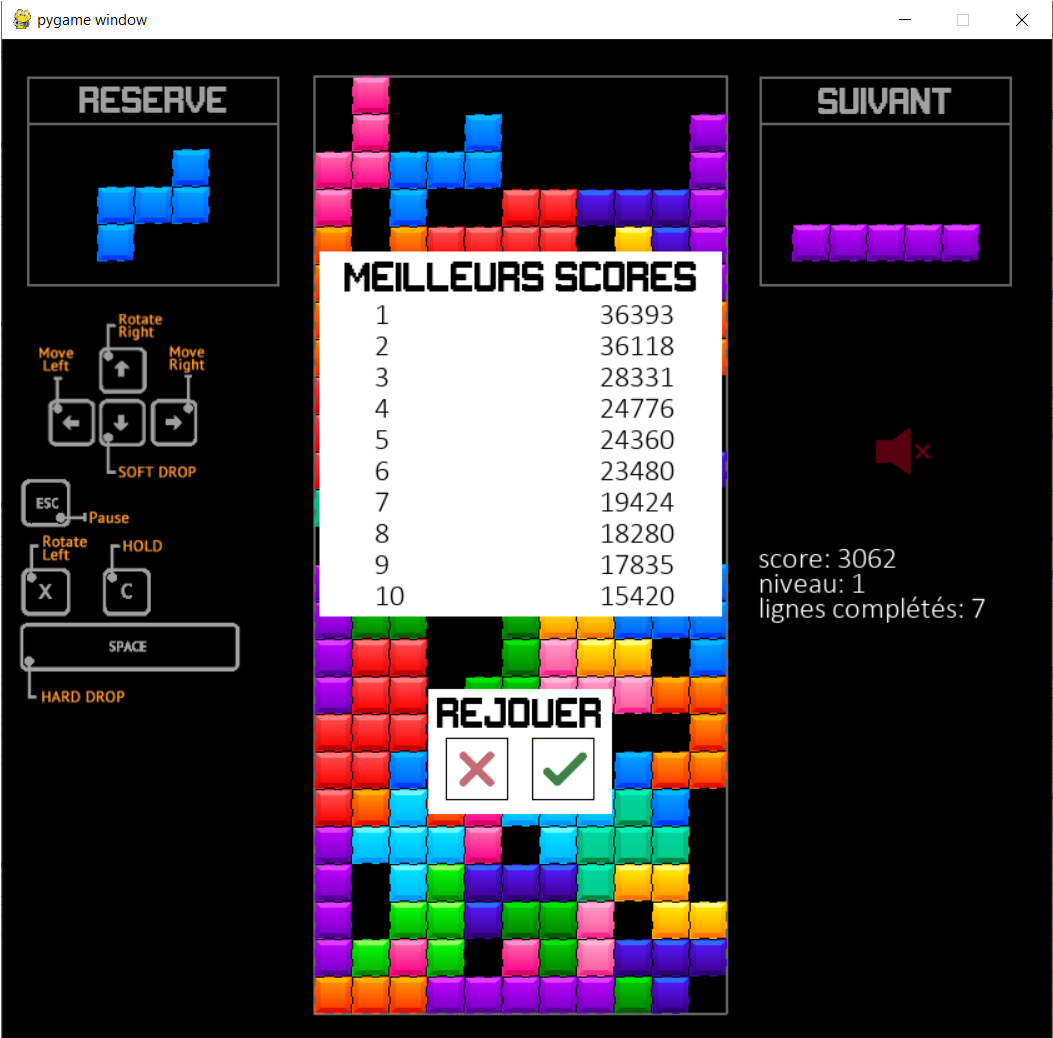 pygame window
RESERVE
SUIVANT
Rotate
Right
Move
Left
Move
Right
SOFT DROP
ESC
Pause
Rotate
Left
HOLD
X
C
SPACE
HARD DROP
MEILLEURS SCORES
1 36393
2 36118
3 28331
4 24776
5 24360
6 23480
7 19424
8 18280
9 17835
10 15420
REJOUER
score: 3062
niveau: 1
lignes complétés: 7